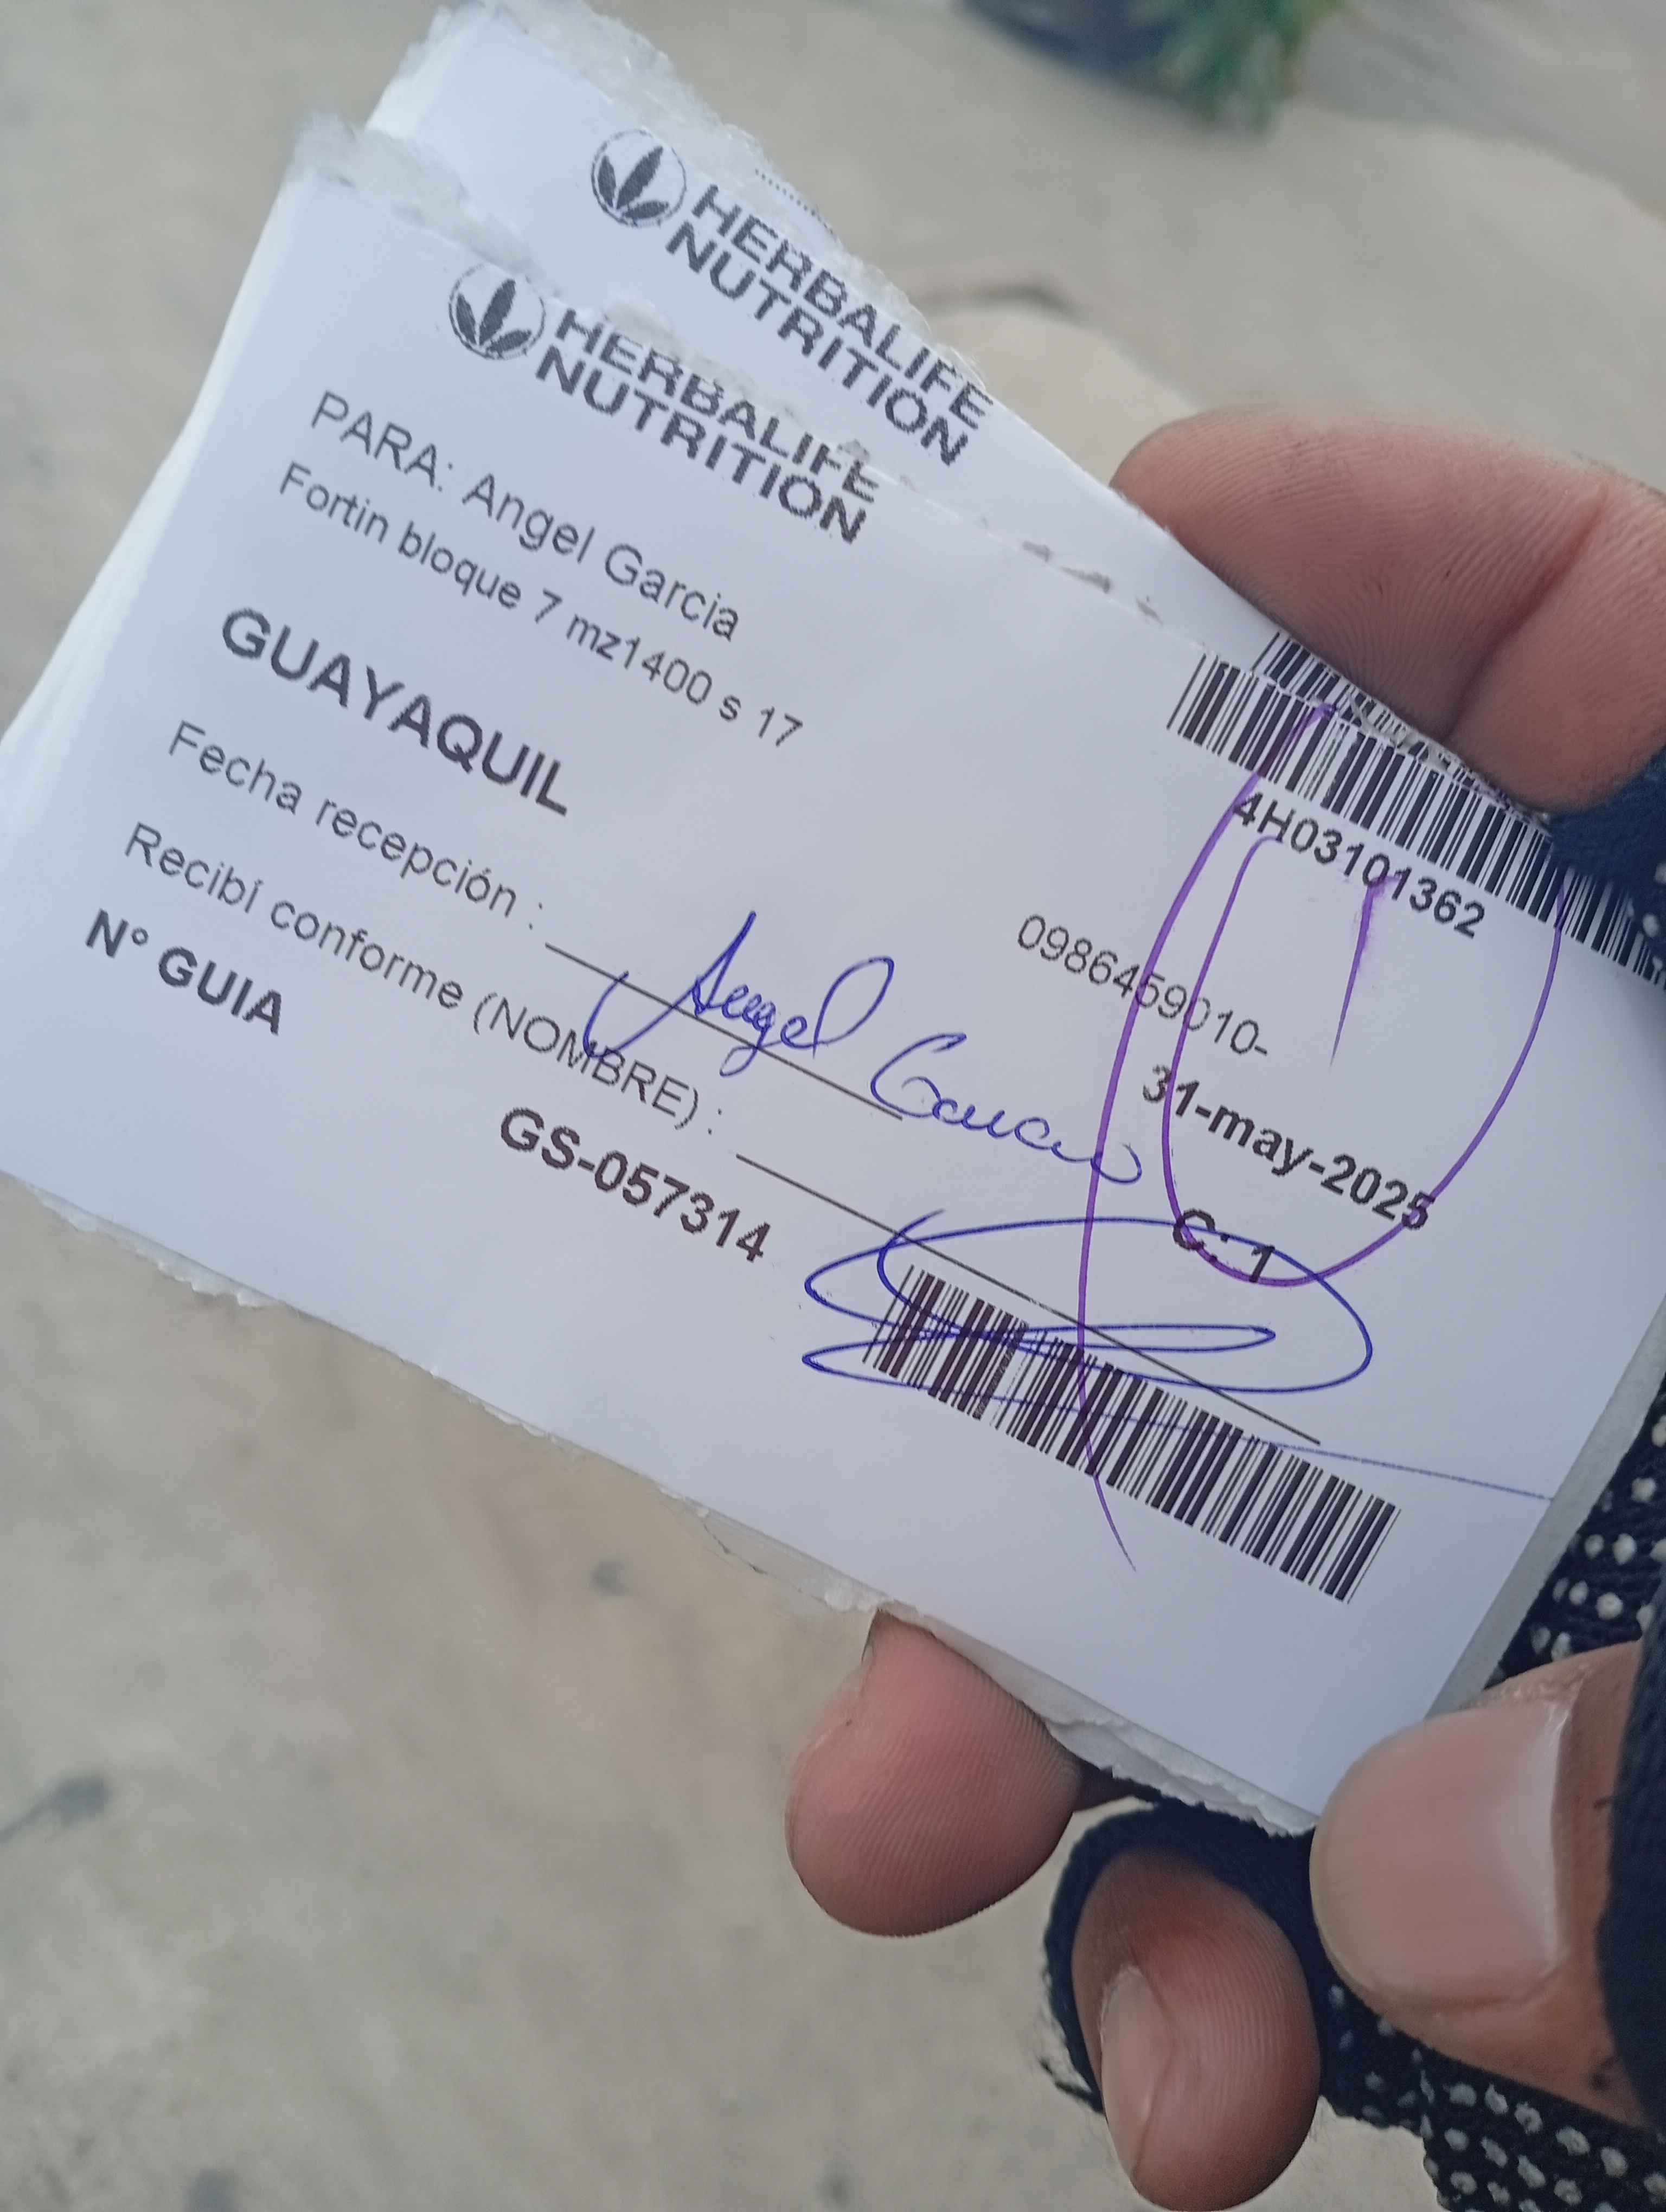 HERBALIFE
NUTRITION
HERBALIFE
NUTRITION
PARA: Angel Garcia
Fortin bloque 7 mz1400 s 17
4H03101362
GUAYAQUIL
0986459010-
Fecha recepción :
31-may-2025
Angel Garcia
Recibí conforme (NOMBRE) :
C: 1
N° GUIA
GS-057314